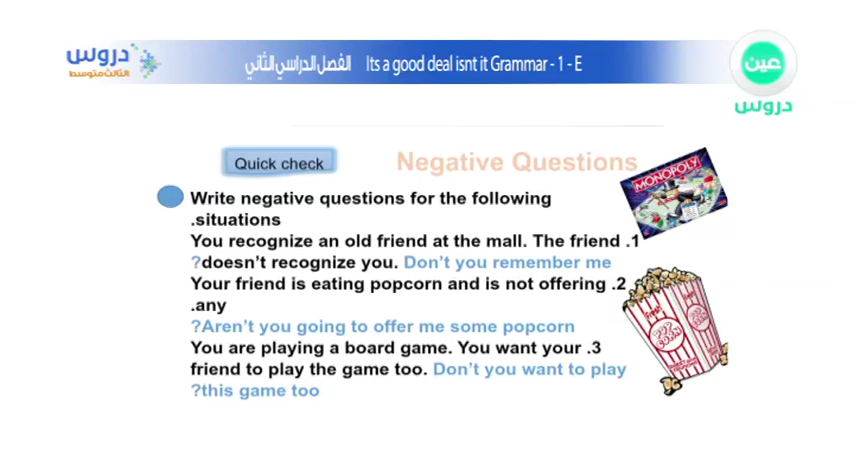 دروس
الثالث متوسط
الفصل الدراسي الثاني
Its a good deal isnt it Grammar - 1 - E
عين
دروس
Quick check
Negative Questions
MONOPOLY
Write negative questions for the following
.situations
You recognize an old friend at the mall. The friend .1
?doesn't recognize you. Don't you remember me
Your friend is eating popcorn and is not offering .2
.any
?Aren't you going to offer me some popcorn
You are playing a board game. You want your .3
friend to play the game too. Don't you want to play
?this game too
Fresh
POP
CORN
Fresh